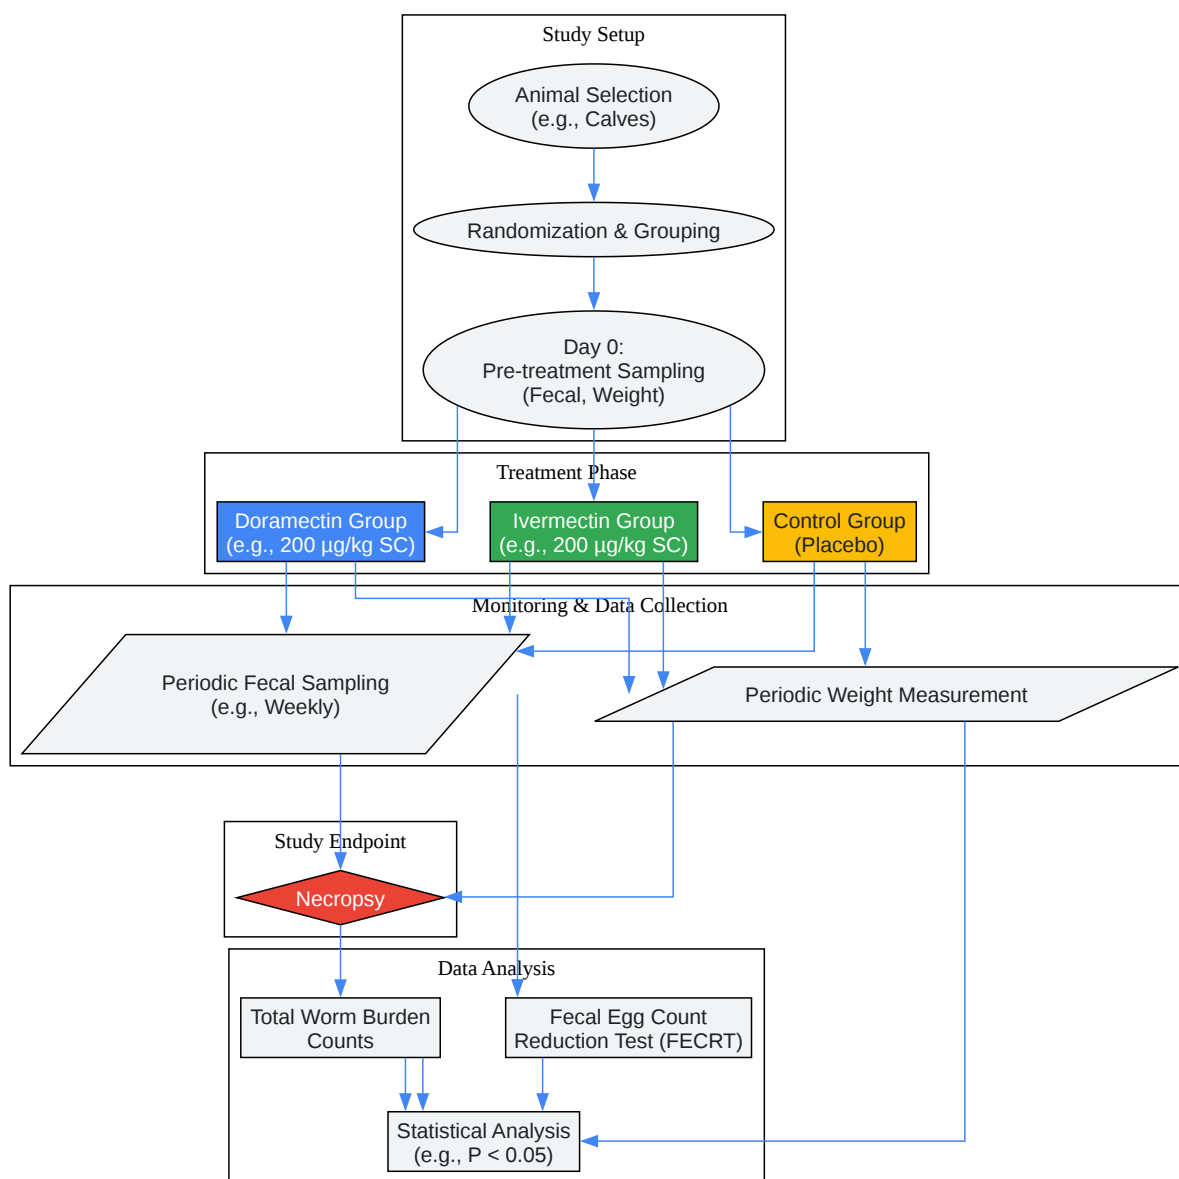 Study Setup
Animal Selection
(e.g., Calves)
Randomization & Grouping
Day 0:
Pre-treatment Sampling
(Fecal, Weight)
Treatment Phase
Doramectin Group
(e.g., 200 µg/kg SC)
Ivermectin Group
(e.g., 200 µg/kg SC)
Control Group
(Placebo)
Monitoring & Data Collection
Periodic Fecal Sampling
(e.g., Weekly)
Periodic Weight Measurement
Study Endpoint
Necropsy
Data Analysis
Total Worm Burden
Counts
Fecal Egg Count
Reduction Test (FECRT)
Statistical Analysis
(e.g., P < 0.05)